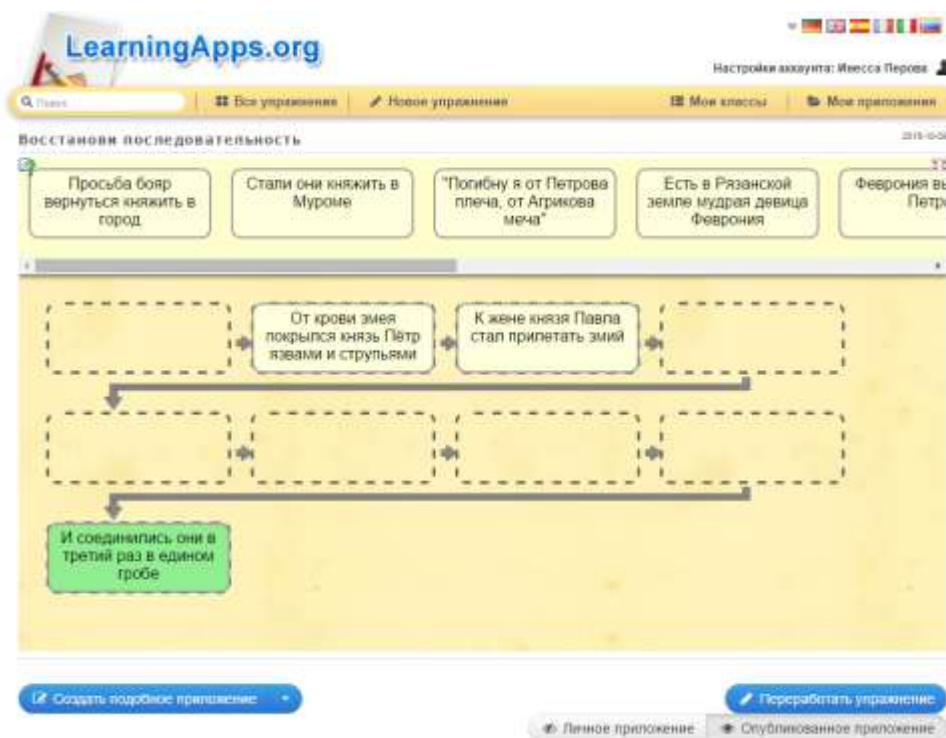 LearningApps.org
Настройки аккаунта: Инесса Перова
Поиск
Все упражнения
Новое упражнение
Мои классы
Мои приложения
Восстанови последовательность
Просьба бояр
вернуться княжить в
город
Стали они княжить в
Муроме
"Погибну я от Петрова
плеча, от Агрикова
меча"
Есть в Рязанской
земле мудрая девица
Феврония
Феврония вы
Петр
От крови змея
покрылся князь Пётр
язвами и струпьями
К жене князя Павла
стал прилетать змий
И соединились они в
третий раз в едином
гробе
Создать подобное приложение
Переработать упражнение
Личное приложение
Опубликованное приложение